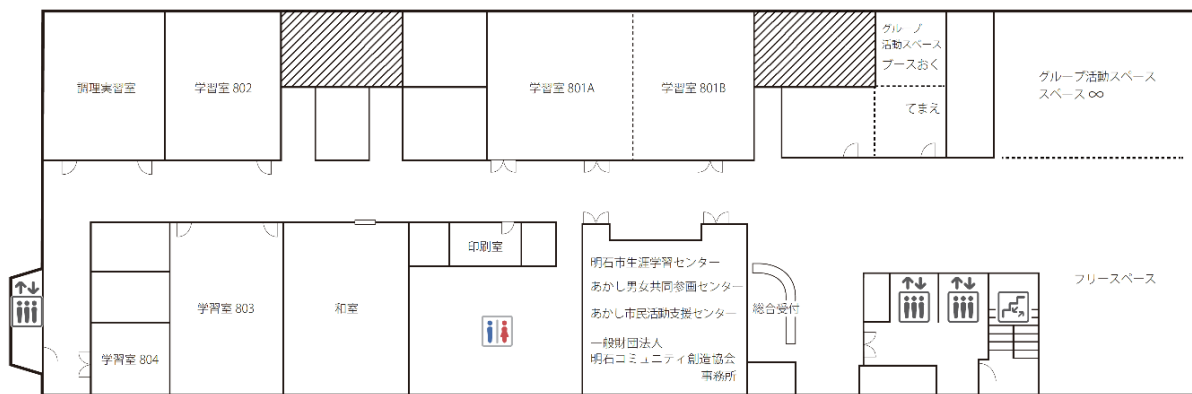 調理実習室
学習室 802
学習室 801A
学習室 801B
グループ
活動スペース
ブースおく
てまえ
グループ活動スペース
スペース ∞
印刷室
学習室 803
和室
学習室 804
明石市生涯学習センター
あかし男女共同参画センター
あかし市民活動支援センター
一般財団法人
明石コミュニティ創造協会
事務所
総合受付
フリースペース